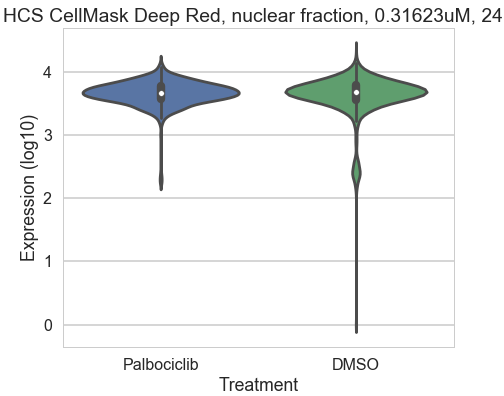 HCS CellMask Deep Red, nuclear fraction, 0.31623uM, 24
4
3
2
1
0
Expression (log10)
Palbociclib
DMSO
Treatment